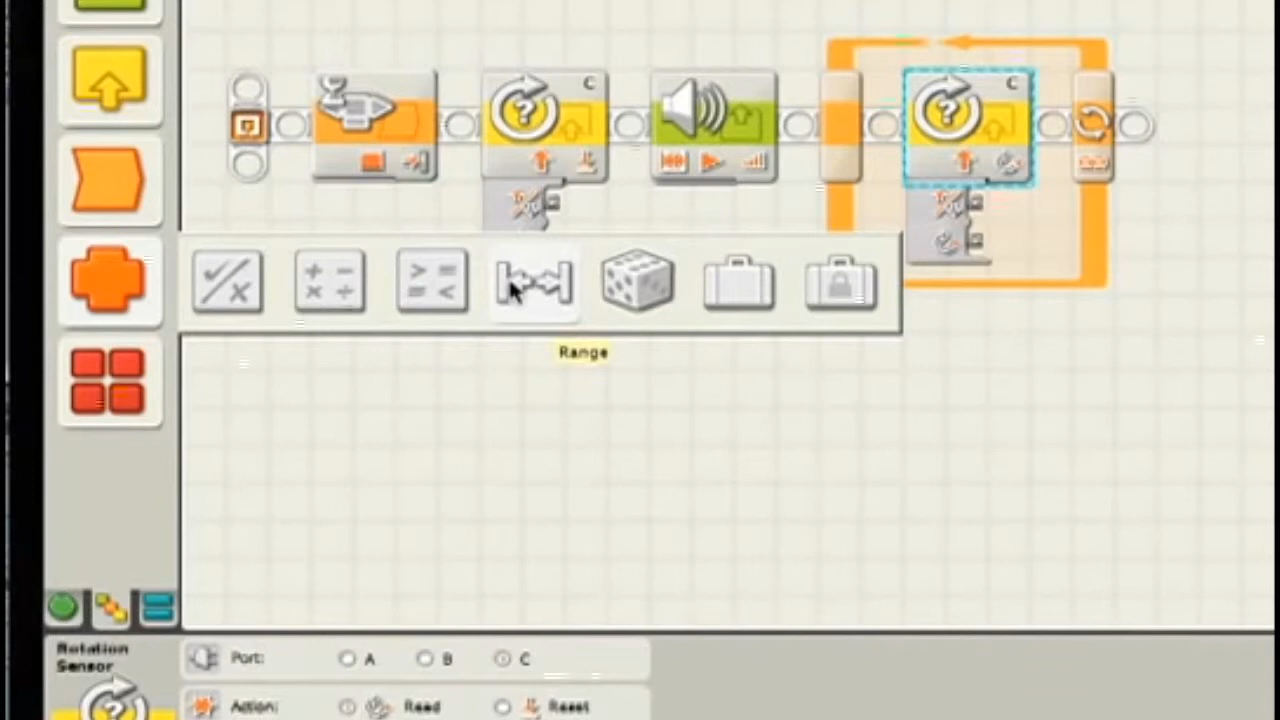 C
C
Range
Rotation
Sensor
Port:
A
B
C
Action:
Read
Reset